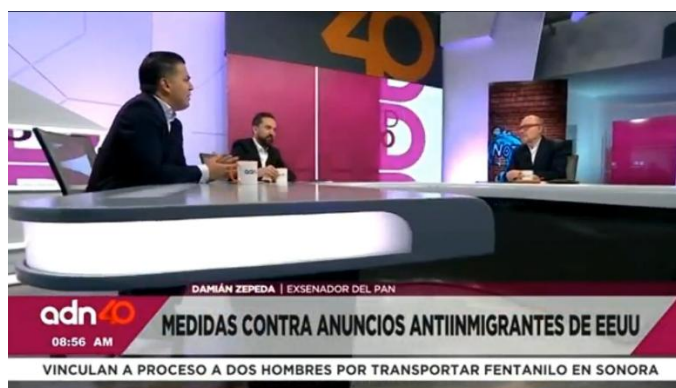 40
adn
DAMIÁN ZEPEDA | EXSENADOR DEL PAN
adn40
MEDIDAS CONTRA ANUNCIOS ANTIINMIGRANTES DE EEUU
08:56 AM
VINCULAN A PROCESO A DOS HOMBRES POR TRANSPORTAR FENTANILO EN SONORA